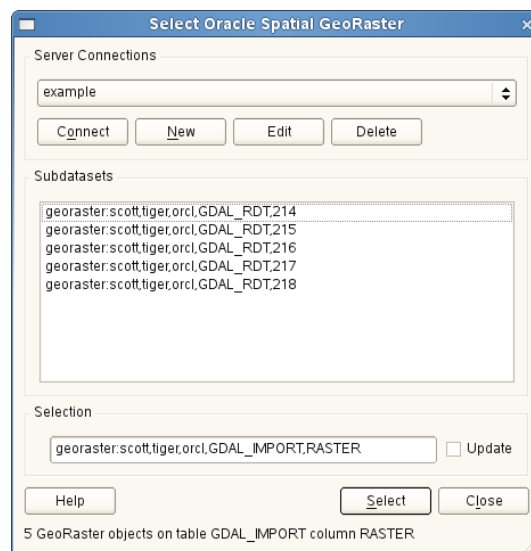 Select Oracle Spatial GeoRaster
Server Connections
example
Connect New Edit Delete
Subdatasets
georaster:scott,tiger,orcl,GDAL_RDT,214
georaster:scott,tiger,orcl,GDAL_RDT,215
georaster:scott,tiger,orcl,GDAL_RDT,216
georaster:scott,tiger,orcl,GDAL_RDT,217
georaster:scott,tiger,orcl,GDAL_RDT,218
Selection
georaster:scott,tiger,orcl,GDAL_IMPORT,RASTER Update
Help Select Close
5 GeoRaster objects on table GDAL_IMPORT column RASTER